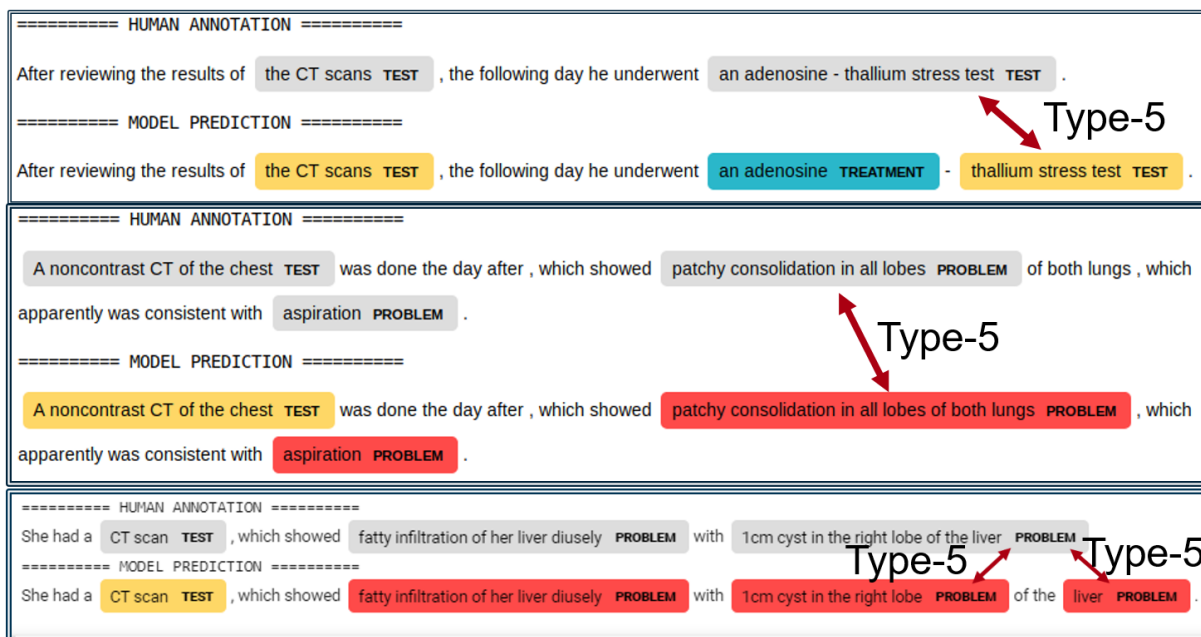 ========== HUMAN ANNOTATION ==========
After reviewing the results of the CT scans TEST , the following day he underwent an adenosine - thallium stress test TEST .
Type-5
========== MODEL PREDICTION ==========
After reviewing the results of the CT scans TEST , the following day he underwent an adenosine TREATMENT - thallium stress test TEST .
========== HUMAN ANNOTATION ==========
A noncontrast CT of the chest TEST was done the day after , which showed patchy consolidation in all lobes PROBLEM of both lungs , which
apparently was consistent with aspiration PROBLEM .
Type-5
========== MODEL PREDICTION ==========
A noncontrast CT of the chest TEST was done the day after , which showed patchy consolidation in all lobes of both lungs PROBLEM , which
apparently was consistent with aspiration PROBLEM .
========== HUMAN ANNOTATION ==========
She had a CT scan TEST , which showed fatty infiltration of her liver diusely PROBLEM with 1cm cyst in the right lobe of the liver PROBLEM
Type-5 Type-5
========== MODEL PREDICTION ==========
She had a CT scan TEST , which showed fatty infiltration of her liver diusely PROBLEM with 1cm cyst in the right lobe PROBLEM of the liver PROBLEM .